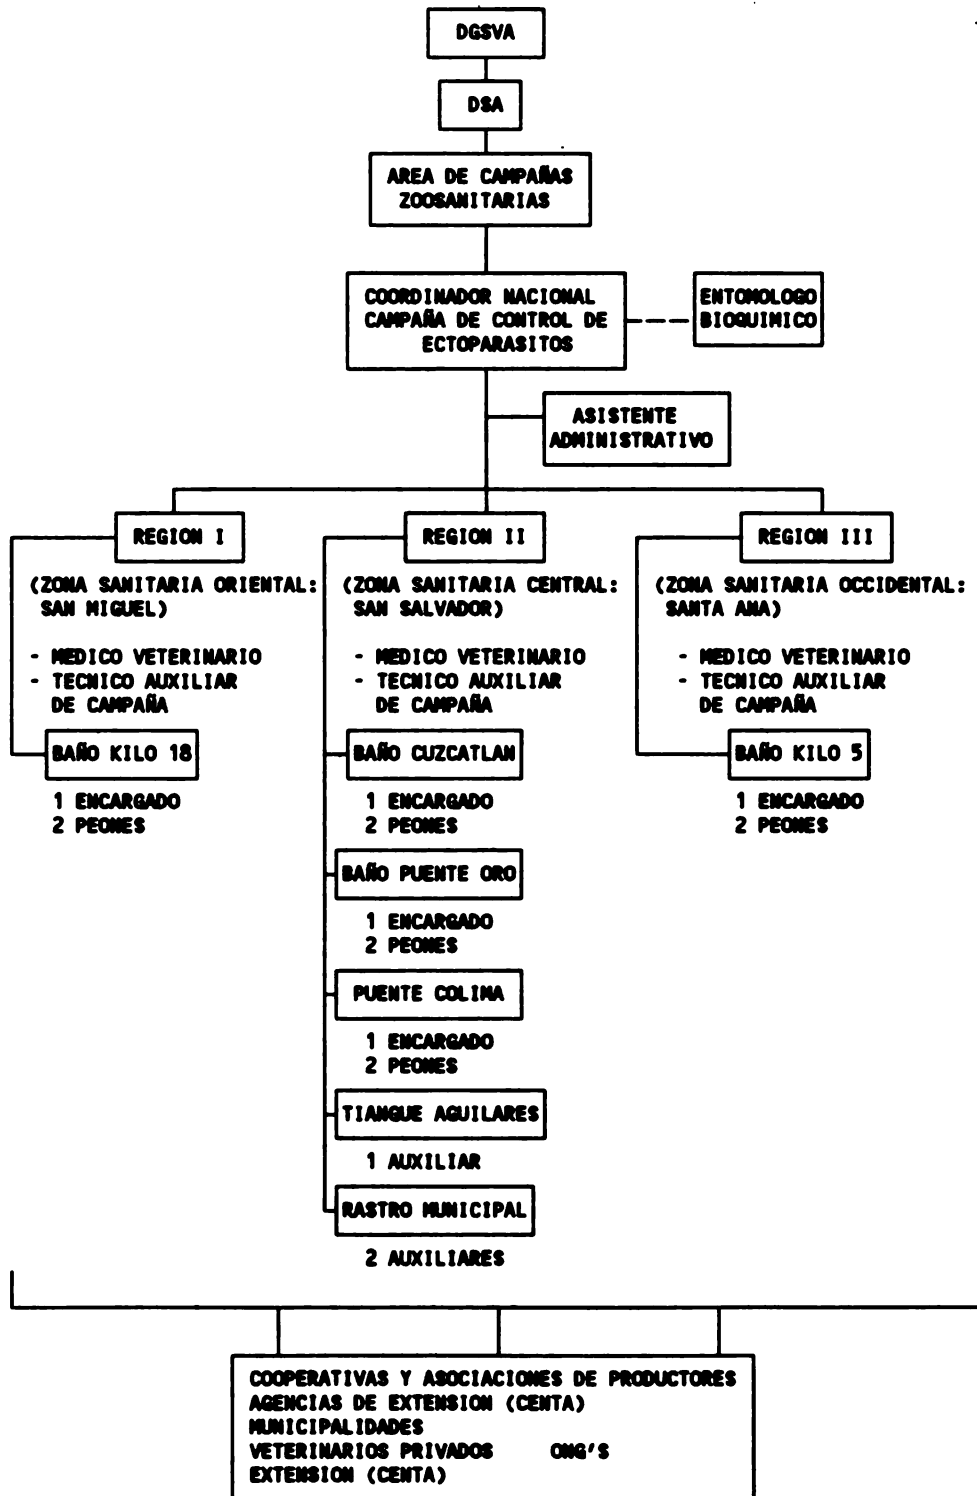 DGSVA
DSA
AREA DE CAMPAÑAS
ZOOSANITARIAS
COORDINADOR NACIONAL
CAMPAÑA DE CONTROL DE
ECTOPARASITOS
ENTOMOLOGO
BIOQUIMICO
ASISTENTE
ADMINISTRATIVO
REGION I
(ZONA SANITARIA ORIENTAL:
SAN MIGUEL)
- MEDICO VETERINARIO
- TECNICO AUXILIAR
DE CAMPAÑA
BAÑO KILO 18
1 ENCARGADO
2 PEONES
REGION II
(ZONA SANITARIA CENTRAL:
SAN SALVADOR)
- MEDICO VETERINARIO
- TECNICO AUXILIAR
DE CAMPAÑA
BAÑO CUZCATLAN
1 ENCARGADO
2 PEONES
BAÑO PUENTE ORO
1 ENCARGADO
2 PEONES
PUENTE COLIMA
1 ENCARGADO
2 PEONES
TIANGUE AGUILARES
1 AUXILIAR
RASTRO MUNICIPAL
2 AUXILIARES
REGION III
(ZONA SANITARIA OCCIDENTAL:
SANTA ANA)
- MEDICO VETERINARIO
- TECNICO AUXILIAR
DE CAMPAÑA
BAÑO KILO 5
1 ENCARGADO
2 PEONES
COOPERATIVAS Y ASOCIACIONES DE PRODUCTORES
AGENCIAS DE EXTENSION (CENTA)
MUNICIPALIDADES
VETERINARIOS PRIVADOS ONG'S
EXTENSION (CENTA)